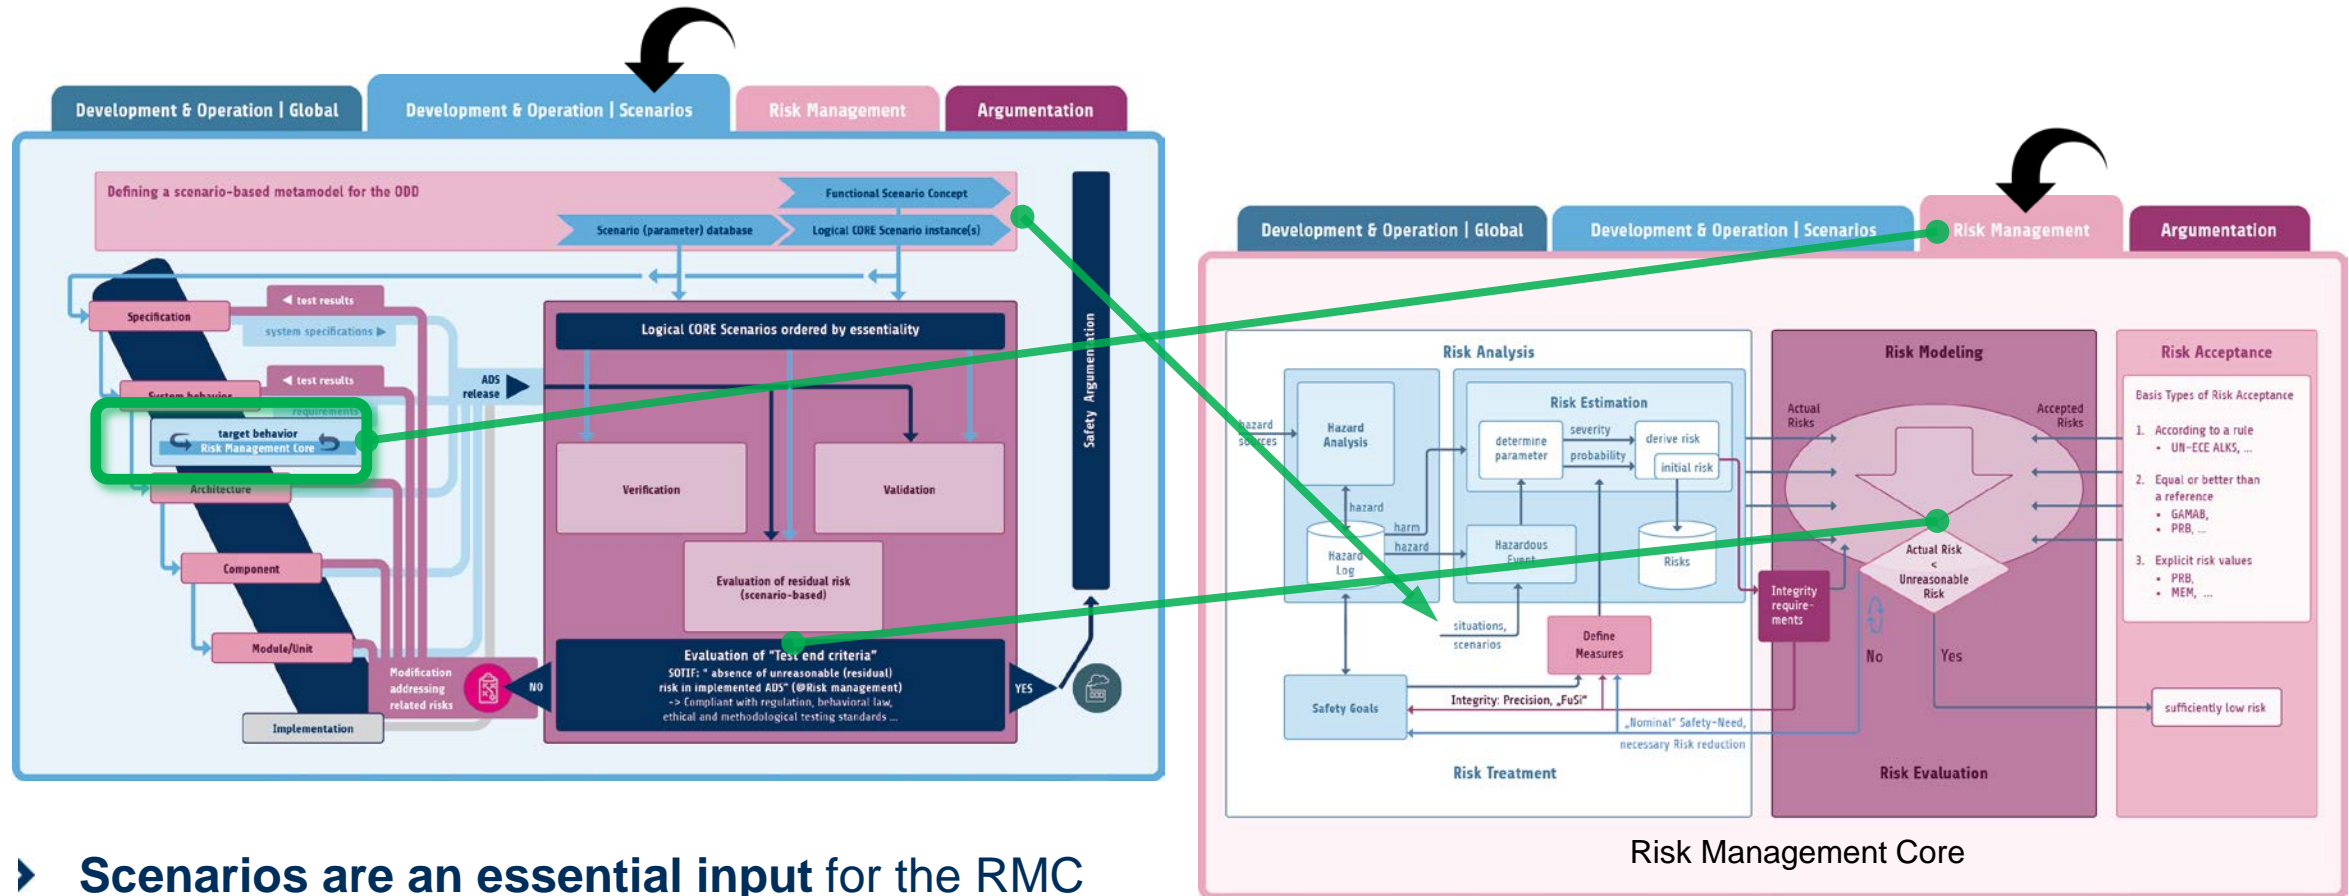 Development & Operation | Global
Development & Operation | Scenarios
Risk Management
Argumentation
Defining a scenario-based metamodel for the ODD
Functional Scenario Concept
Scenario (parameter) database
Logical CORE Scenario instance(s)
Specification
◀ test results
system specifications ▶
System behavior
◀ test results
requirements
target behavior
Risk Management Core
Architecture
Component
Module/Unit
Implementation
ADS
release
Logical CORE Scenarios ordered by essentiality
Verification
Validation
Evaluation of residual risk
(scenario-based)
Modification
addressing
related risks
NO
Evaluation of "Test end criteria"
SOTIF: " absence of unreasonable (residual)
risk in implemented ADS" (@Risk management)
-> Compliant with regulation, behavioral law,
ethical and methodological testing standards ...
YES
Safety Argumentation
Scenarios are an essential input for the RMC
Development & Operation | Global
Development & Operation | Scenarios
Risk Management
Argumentation
Risk Analysis
hazard
sources
Hazard
Analysis
hazard
Hazard
Log
harm
hazard
Risk Estimation
determine
parameter
severity
probability
derive risk
initial risk
Hazardous
Event
Risks
situations,
scenarios
Define
Measures
Safety Goals
Integrity: Precision, „FuSi"
„Nominal" Safety-Need,
necessary Risk reduction
Risk Treatment
Risk Modeling
Actual
Risks
Accepted
Risks
Actual Risk
<
Unreasonable
Risk
Integrity
require-
ments
No
Yes
Risk Evaluation
Risk Acceptance
Basis Types of Risk Acceptance
1. According to a rule
• UN-ECE ALKS, ...
2. Equal or better than
a reference
• GAMAB,
• PRB, ...
3. Explicit risk values
• PRB,
• MEM, ...
sufficiently low risk
Risk Management Core